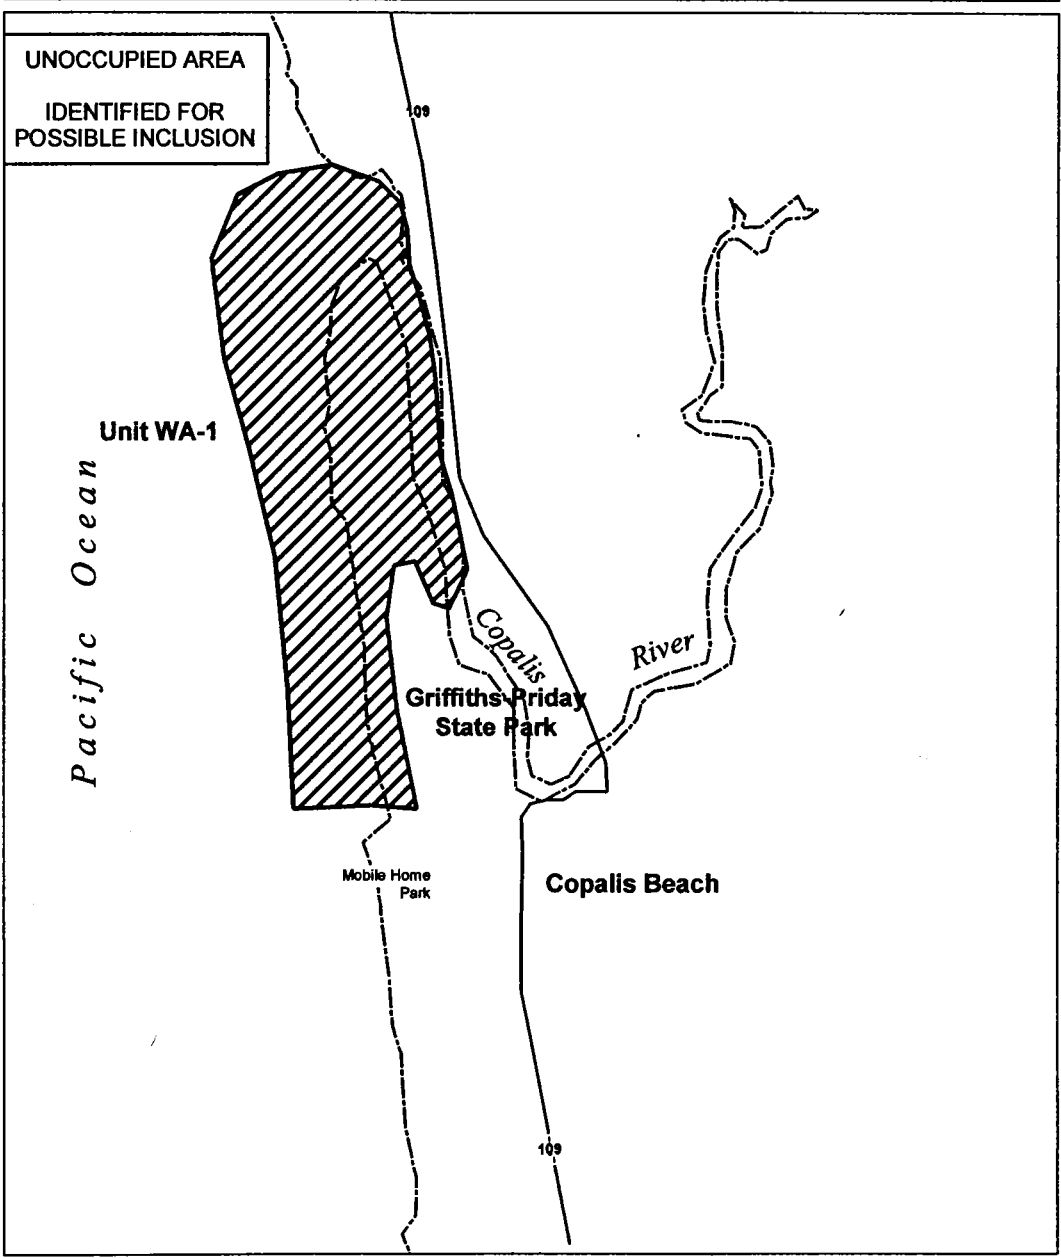 UNOCCUPIED AREA
IDENTIFIED FOR
POSSIBLE INCLUSION
109
Unit WA-1
Pacific Ocean
Copalis
River
Griffiths-Priday
State Park
Mobile Home
Park
Copalis Beach
109